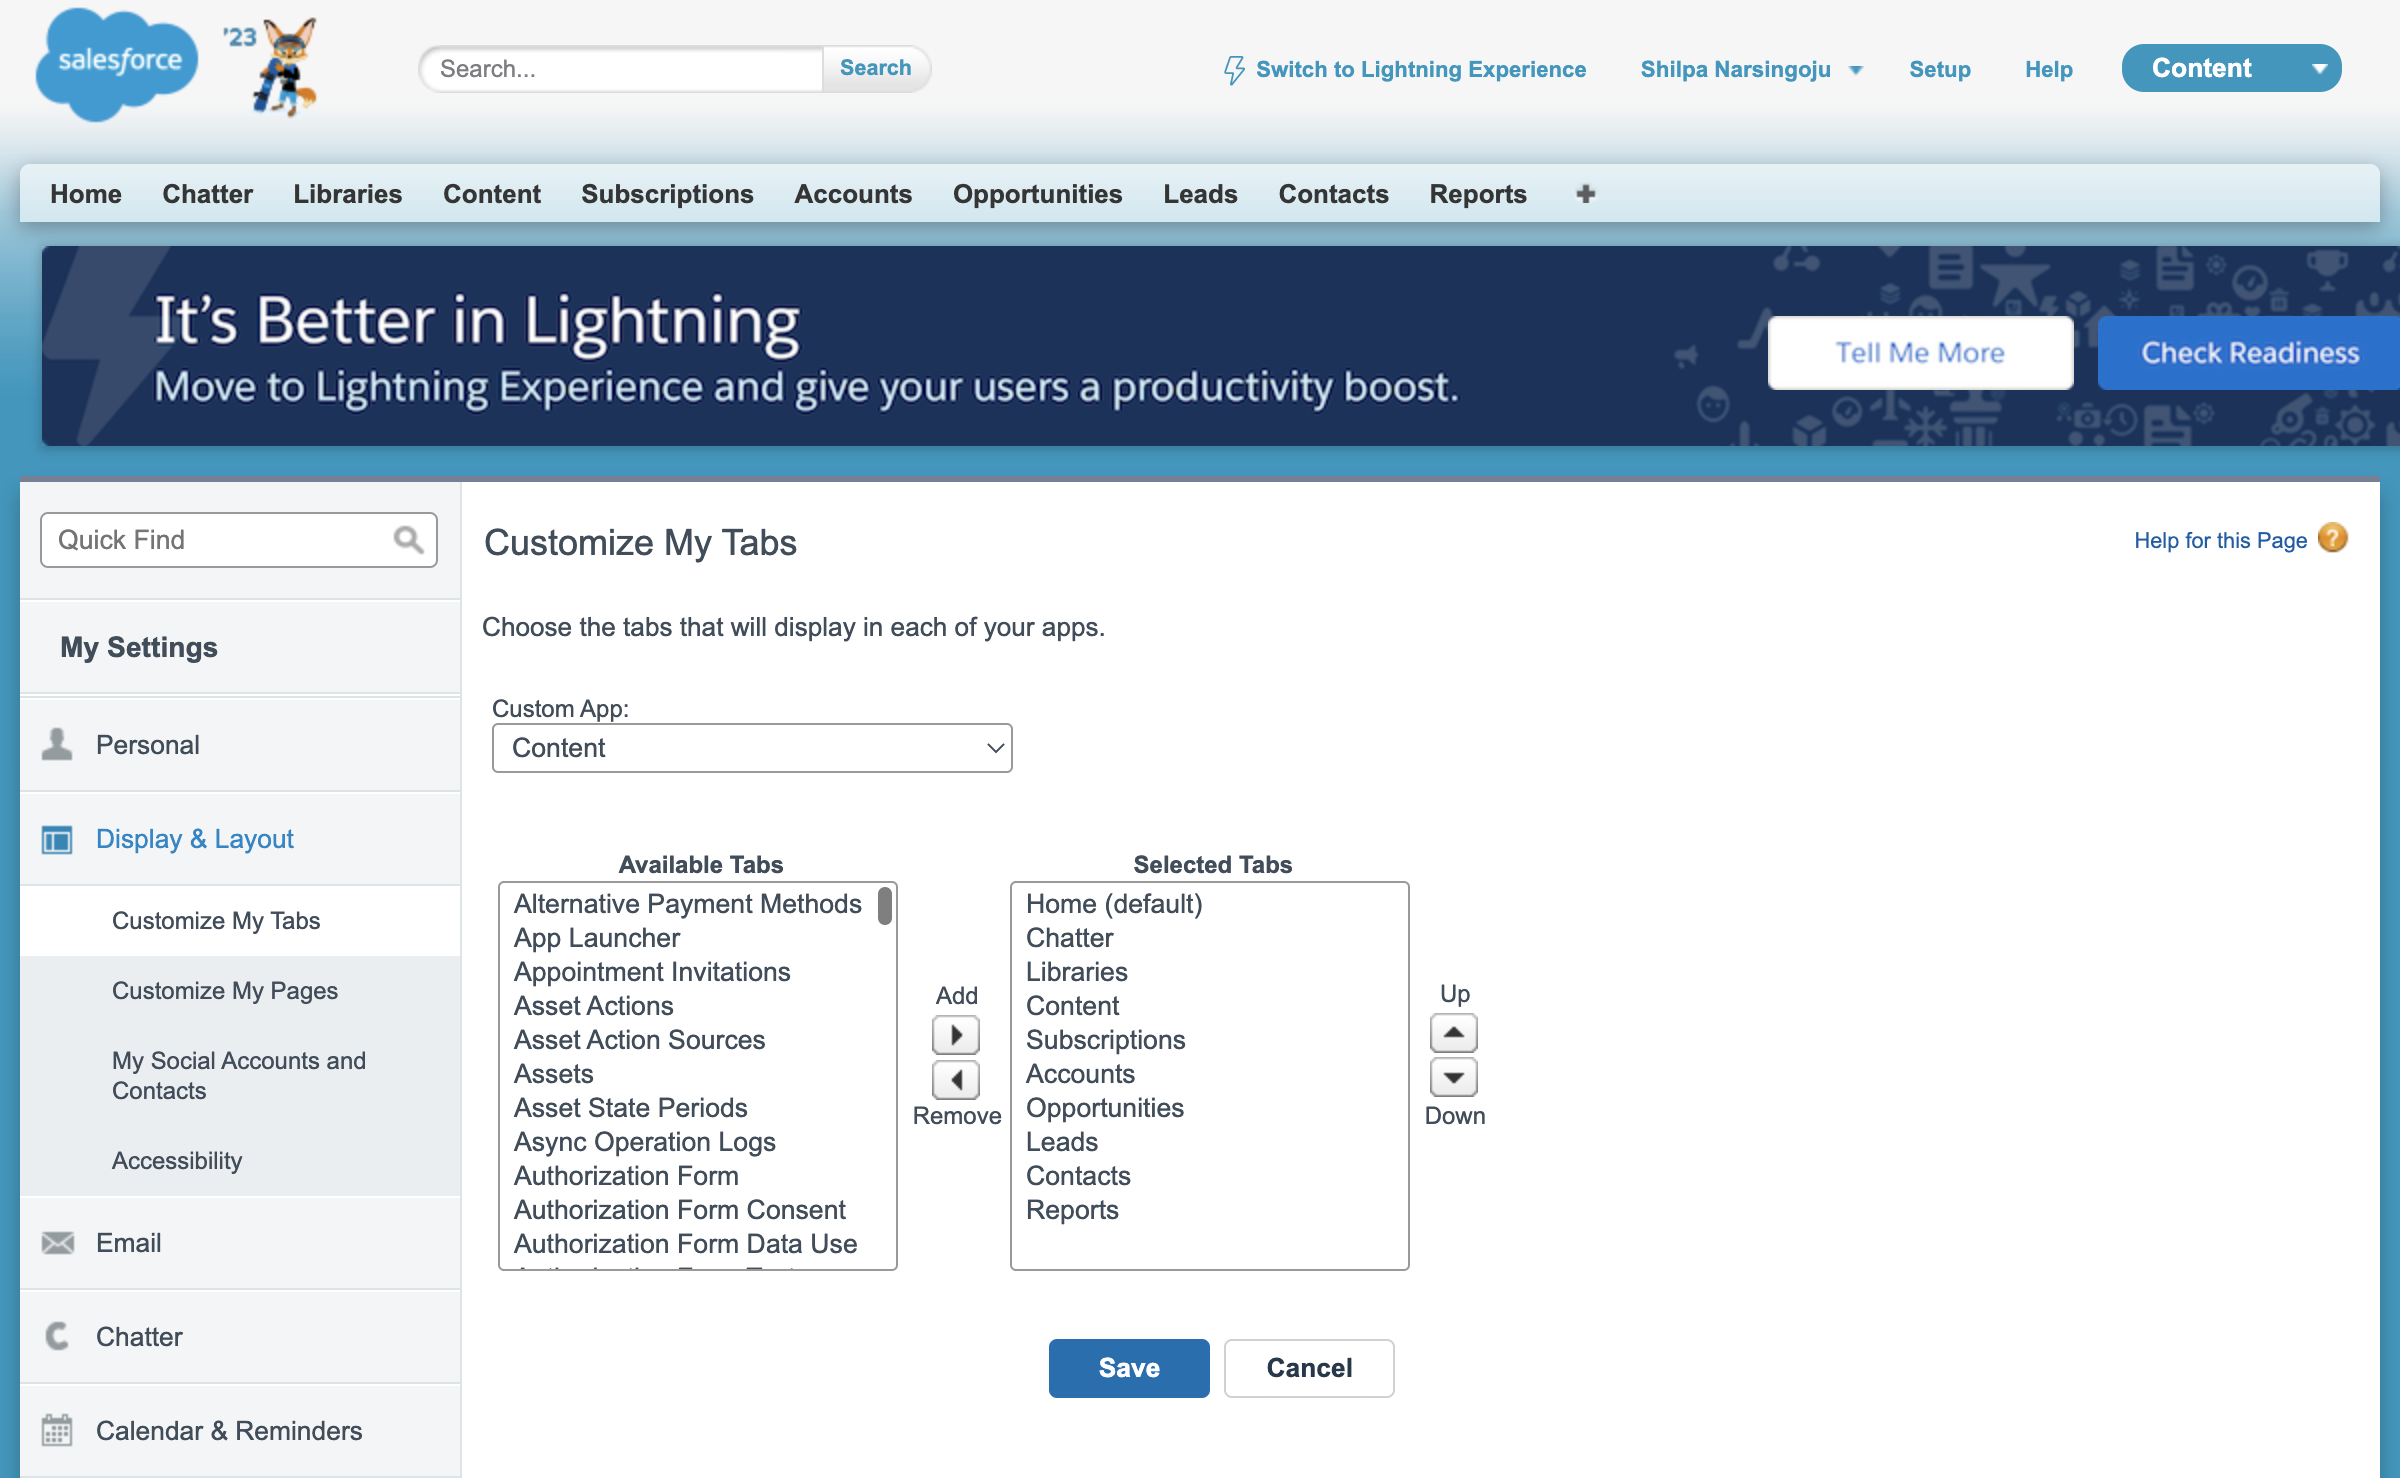 salesforce
'23
Search...
Search
Switch to Lightning Experience
Shilpa Narsingoju
Setup
Help
Content
Home
Chatter
Libraries
Content
Subscriptions
Accounts
Opportunities
Leads
Contacts
Reports
It's Better in Lightning
Move to Lightning Experience and give your users a productivity boost.
Tell Me More
Check Readiness
Quick Find
My Settings
Personal
Display & Layout
Customize My Tabs
Customize My Pages
My Social Accounts and
Contacts
Accessibility
Email
Chatter
Calendar & Reminders
Customize My Tabs
Help for this Page
?
Choose the tabs that will display in each of your apps.
Custom App:
Content
Available Tabs
Alternative Payment Methods
App Launcher
Appointment Invitations
Asset Actions
Asset Action Sources
Assets
Asset State Periods
Async Operation Logs
Authorization Form
Authorization Form Consent
Authorization Form Data Use
Add
Remove
Selected Tabs
Home (default)
Chatter
Libraries
Content
Subscriptions
Accounts
Opportunities
Leads
Contacts
Reports
Up
Down
Save
Cancel